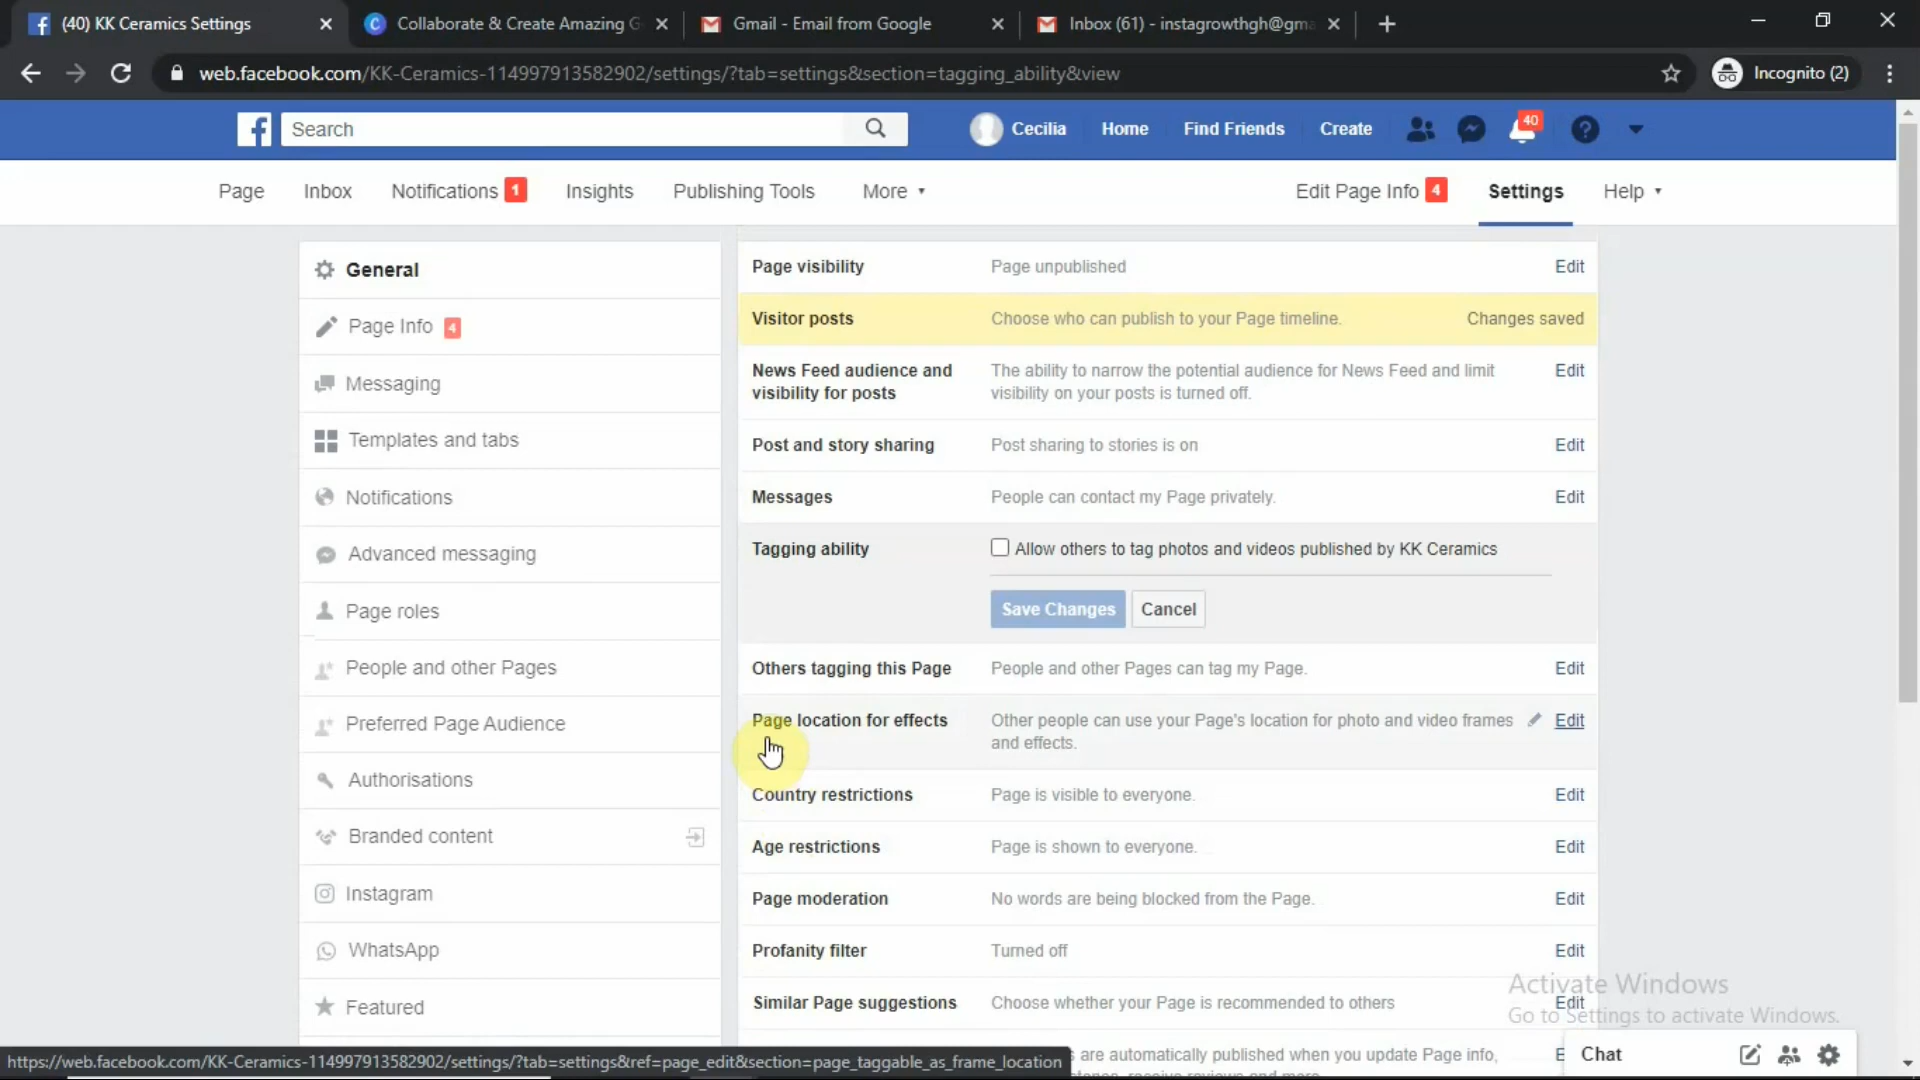 (40) KK Ceramics Settings
Collaborate & Create Amazing G
Gmail - Email from Google
Inbox (61) - instagrowthgh@gma
web.facebook.com/KK-Ceramics-114997913582902/settings/?tab=settings&section=tagging_ability&view
Incognito (2)
Search
Cecilia
Home
Find Friends
Create
40
Page
Inbox
Notifications 1
Insights
Publishing Tools
More
Edit Page Info 4
Settings
Help
General
Page Info 4
Messaging
Templates and tabs
Notifications
Advanced messaging
Page roles
People and other Pages
Preferred Page Audience
Authorisations
Branded content
Instagram
WhatsApp
Featured
Page visibility
Page unpublished
Edit
Visitor posts
Choose who can publish to your Page timeline.
Changes saved
News Feed audience and
visibility for posts
The ability to narrow the potential audience for News Feed and limit
visibility on your posts is turned off.
Edit
Post and story sharing
Post sharing to stories is on
Edit
Messages
People can contact my Page privately.
Edit
Tagging ability
Allow others to tag photos and videos published by KK Ceramics
Save Changes
Cancel
Others tagging this Page
People and other Pages can tag my Page.
Edit
Page location for effects
Other people can use your Page's location for photo and video frames
and effects.
Edit
Country restrictions
Page is visible to everyone.
Edit
Age restrictions
Page is shown to everyone.
Edit
Page moderation
No words are being blocked from the Page.
Edit
Profanity filter
Turned off
Edit
Similar Page suggestions
Choose whether your Page is recommended to others
Edit
are automatically published when you update Page info,
Activate Windows
Go to Settings to activate Windows.
Chat
https://web.facebook.com/KK-Ceramics-114997913582902/settings/?tab=settings&ref=page_edit&section=page_taggable_as_frame_location